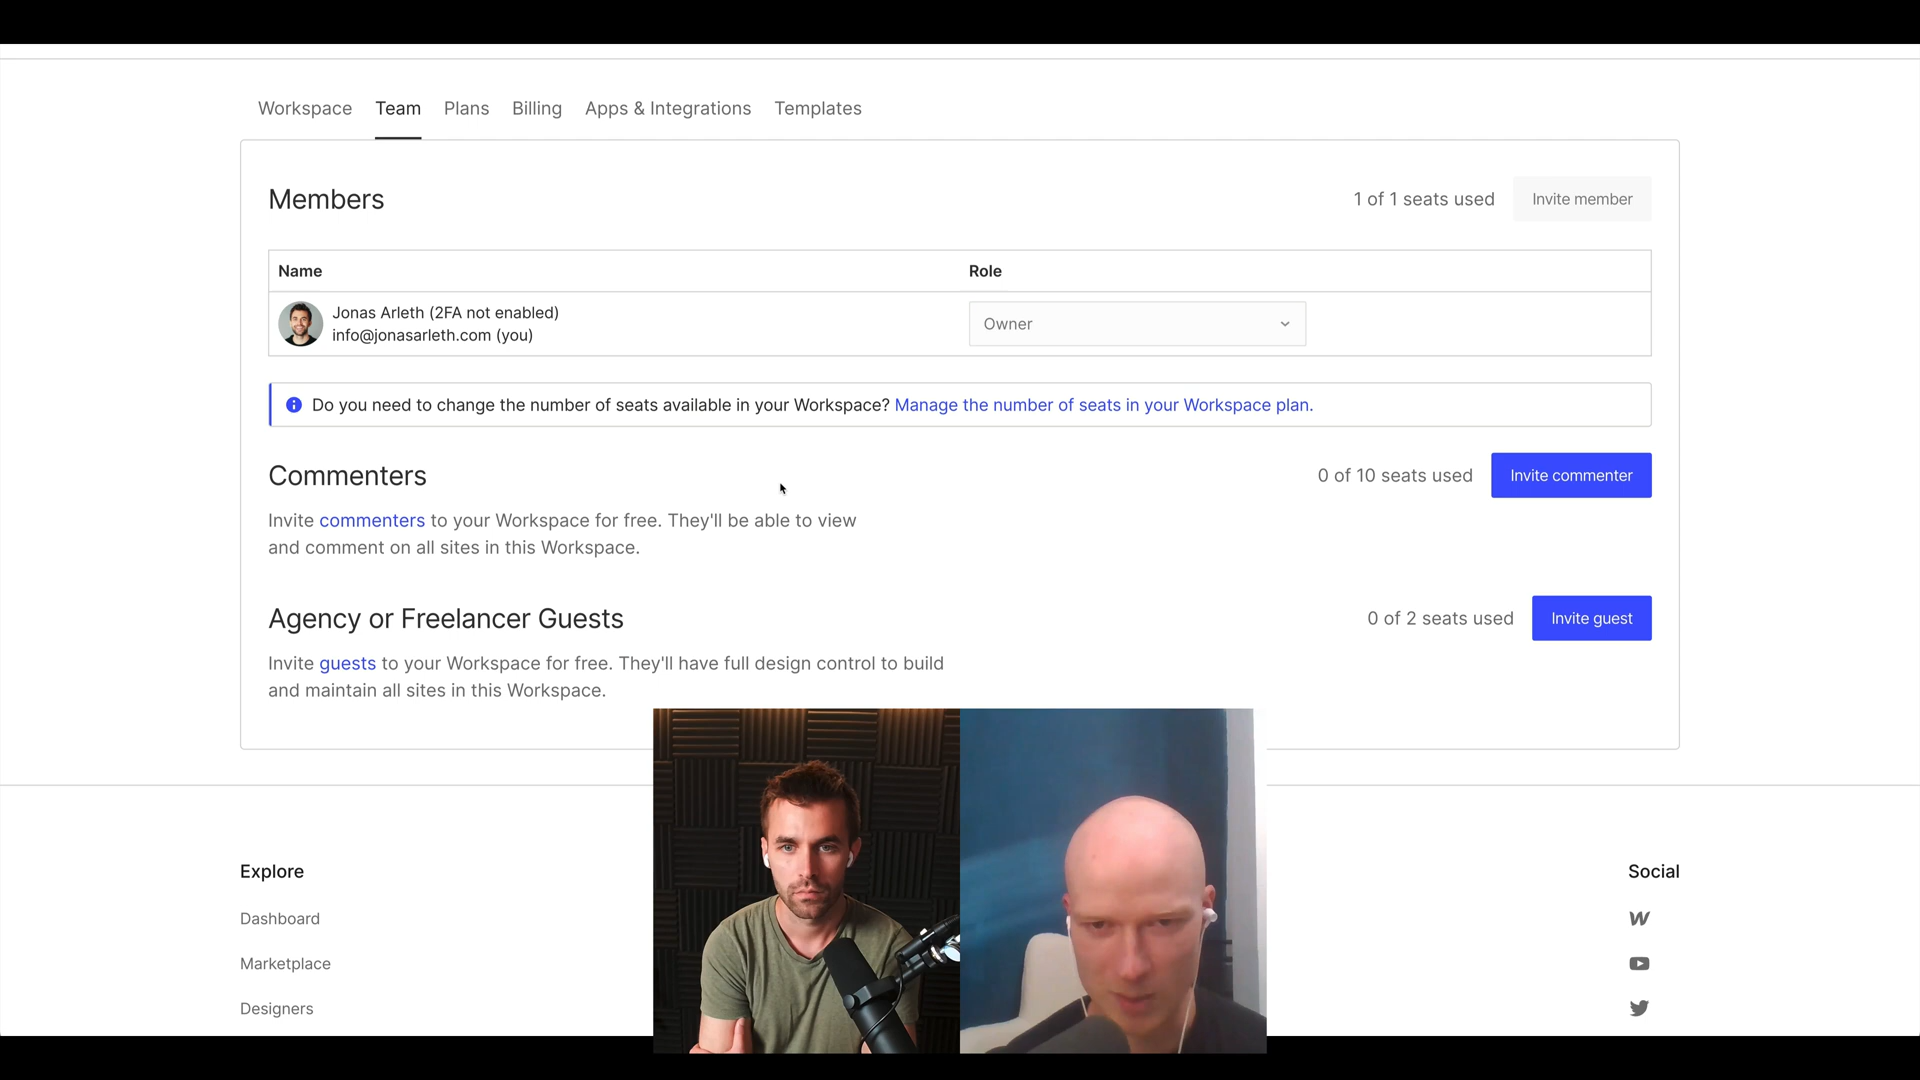 Workspace Team Plans Billing Apps & Integrations Templates
Members
1 of 1 seats used
Invite member
Name
Role
Jonas Arleth (2FA not enabled)
info@jonasarleth.com (you)
Owner
Do you need to change the number of seats available in your Workspace? Manage the number of seats in your Workspace plan.
Commenters
0 of 10 seats used
Invite commenter
Invite commenters to your Workspace for free. They'll be able to view
and comment on all sites in this Workspace.
Agency or Freelancer Guests
0 of 2 seats used
Invite guest
Invite guests to your Workspace for free. They'll have full design control to build
and maintain all sites in this Workspace.
Explore
Dashboard
Marketplace
Designers
Social